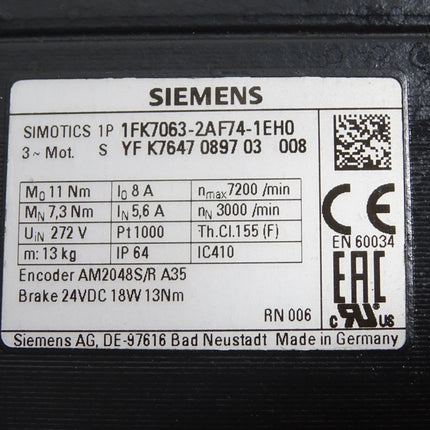 SIEMENS
SIMOTICS 1P 1FK7063-2AF74-1EH0
3 ~ Mot. S YF K7647 0897 03 008
M0 11 Nm I0 8 A nmax 7200 /min
MN 7,3 Nm IN 5,6 A nN 3000 /min
UIN 272 V Pt1000 Th.Cl.155 (F)
m: 13 kg IP 64 IC410
CE
EN 60034
Encoder AM2048S/R A35
Brake 24VDC 18W 13Nm
EAC
c RU US
RN 006
Siemens AG, DE-97616 Bad Neustadt Made in Germany